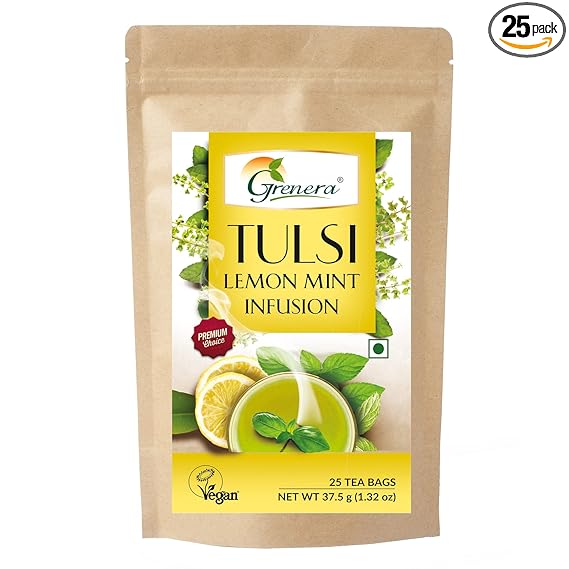 25 pack
Grenera®
TULSI
LEMON MINT
INFUSION
PREMIUM
Choice
Vegan
25 TEA BAGS
NET WT 37.5 g (1.32 oz)